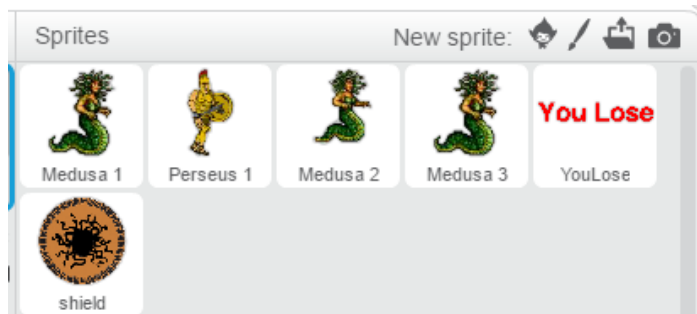 Sprites
New sprite:
You Lose
Medusa 1
Perseus 1
Medusa 2
Medusa 3
YouLose
shield